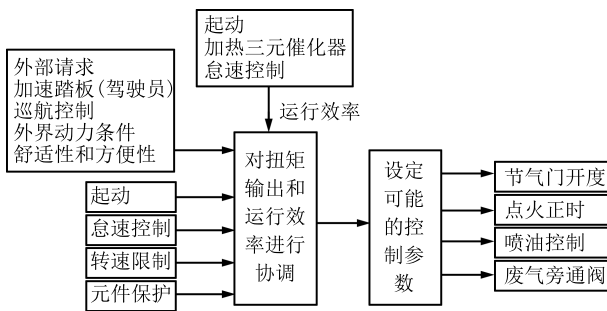 起动
加热三元催化器
怠速控制
外部请求
加速踏板(驾驶员)
巡航控制
外界动力条件
舒适性和方便性
运行效率
起动
怠速控制
转速限制
元件保护
对扭矩
输出和
运行效
率进行
协调
设定
可能
的控
制参
数
节气门开度
点火正时
喷油控制
废气旁通阀